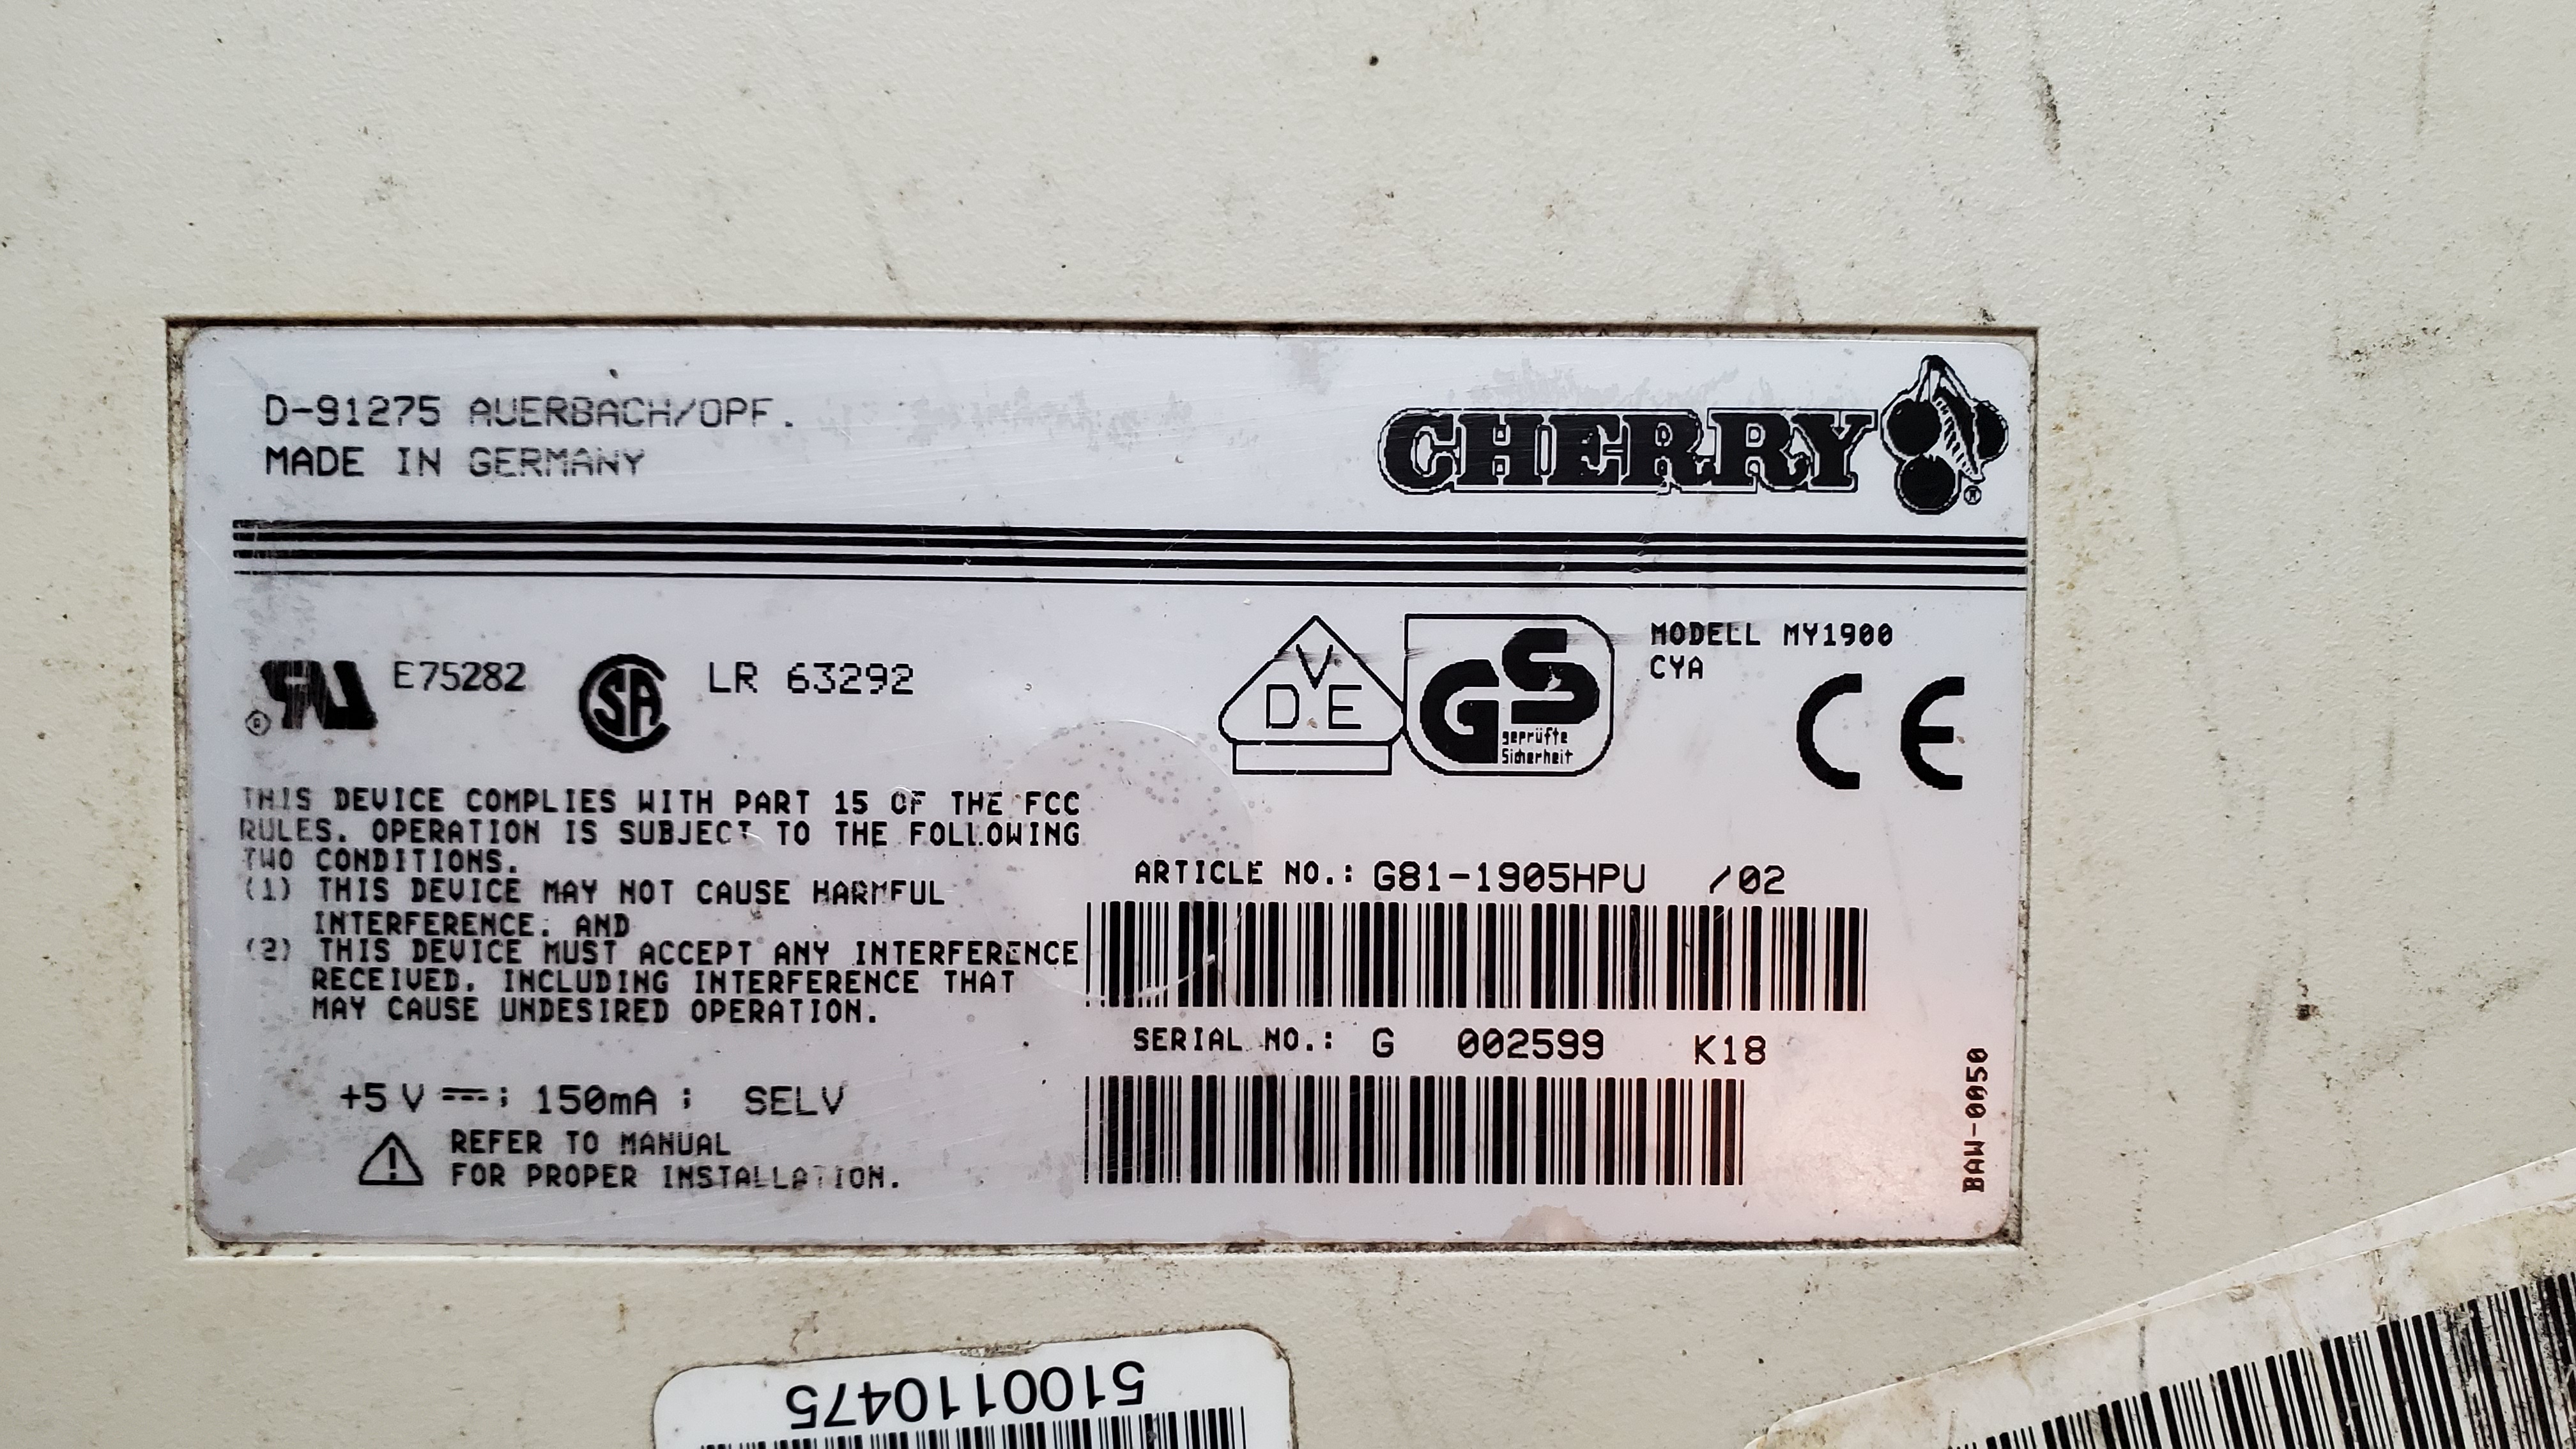 D-91275 AUERBACH/OPF.
MADE IN GERMANY
CHERRY
®
E75282
SA
LR 63292
VDE
GS
geprüfte
Sicherheit
MODELL MY1900
CYA
CE
THIS DEVICE COMPLIES WITH PART 15 OF THE FCC
RULES. OPERATION IS SUBJECT TO THE FOLLOWING
TWO CONDITIONS.
(1) THIS DEVICE MAY NOT CAUSE HARMFUL
INTERFERENCE; AND
(2) THIS DEVICE MUST ACCEPT ANY INTERFERENCE
RECEIVED, INCLUDING INTERFERENCE THAT
MAY CAUSE UNDESIRED OPERATION.
ARTICLE NO.: G81-1905HPU /02
SERIAL NO.: G 002599 K18
+5 V ⎓; 150mA ; SELV
REFER TO MANUAL
FOR PROPER INSTALLATION.
BAW-0050
5100110475